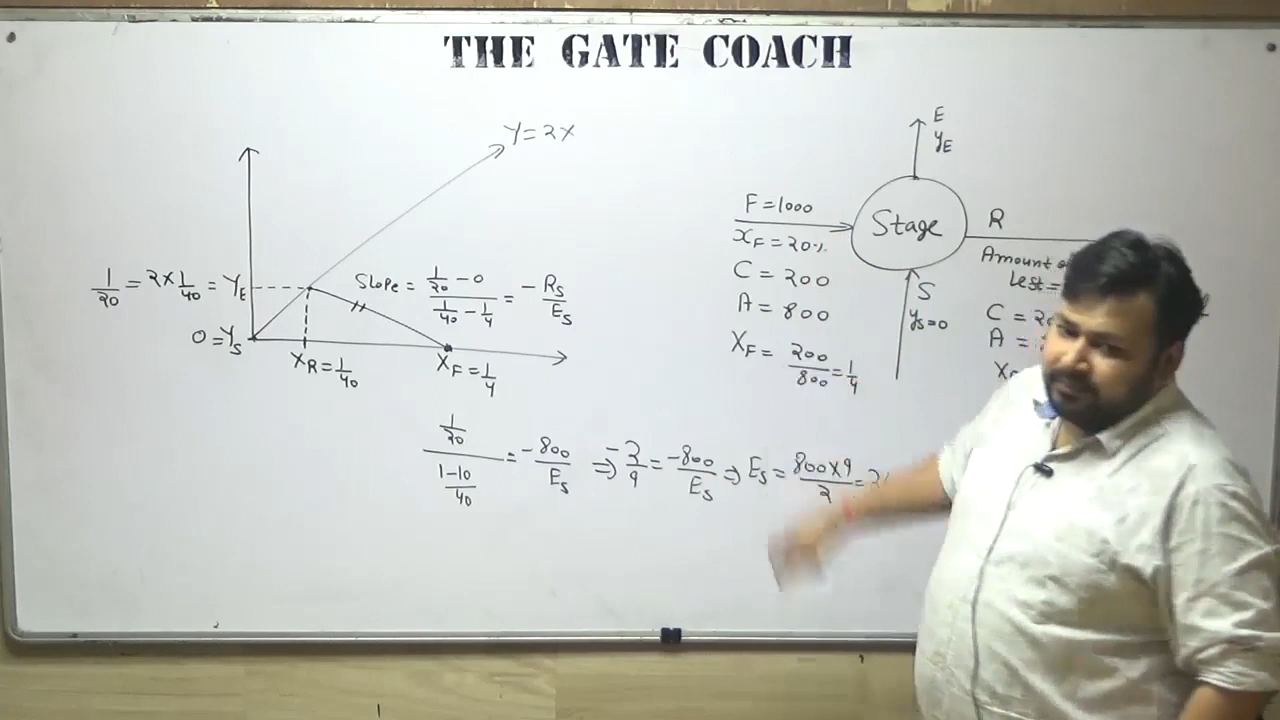 THE GATE COACH
Y = 2X
1/20 = 2×1/40 = Y_E
0 = Y_S
X_R = 1/40
X_F = 1/4
Slope = (1/20 - 0)/(1/40 - 1/4) = - R_S/E_S
(1/20)/((1-10)/40) = -800/E_S ⇒ -2/9 = -800/E_S ⇒ E_S = (800×9)/2 =
E
y_E
F = 1000
x_F = 20%
C = 200
A = 800
X_F = 200/800 = 1/4
Stage
R
S
y_S = 0
Amount
C =
A =